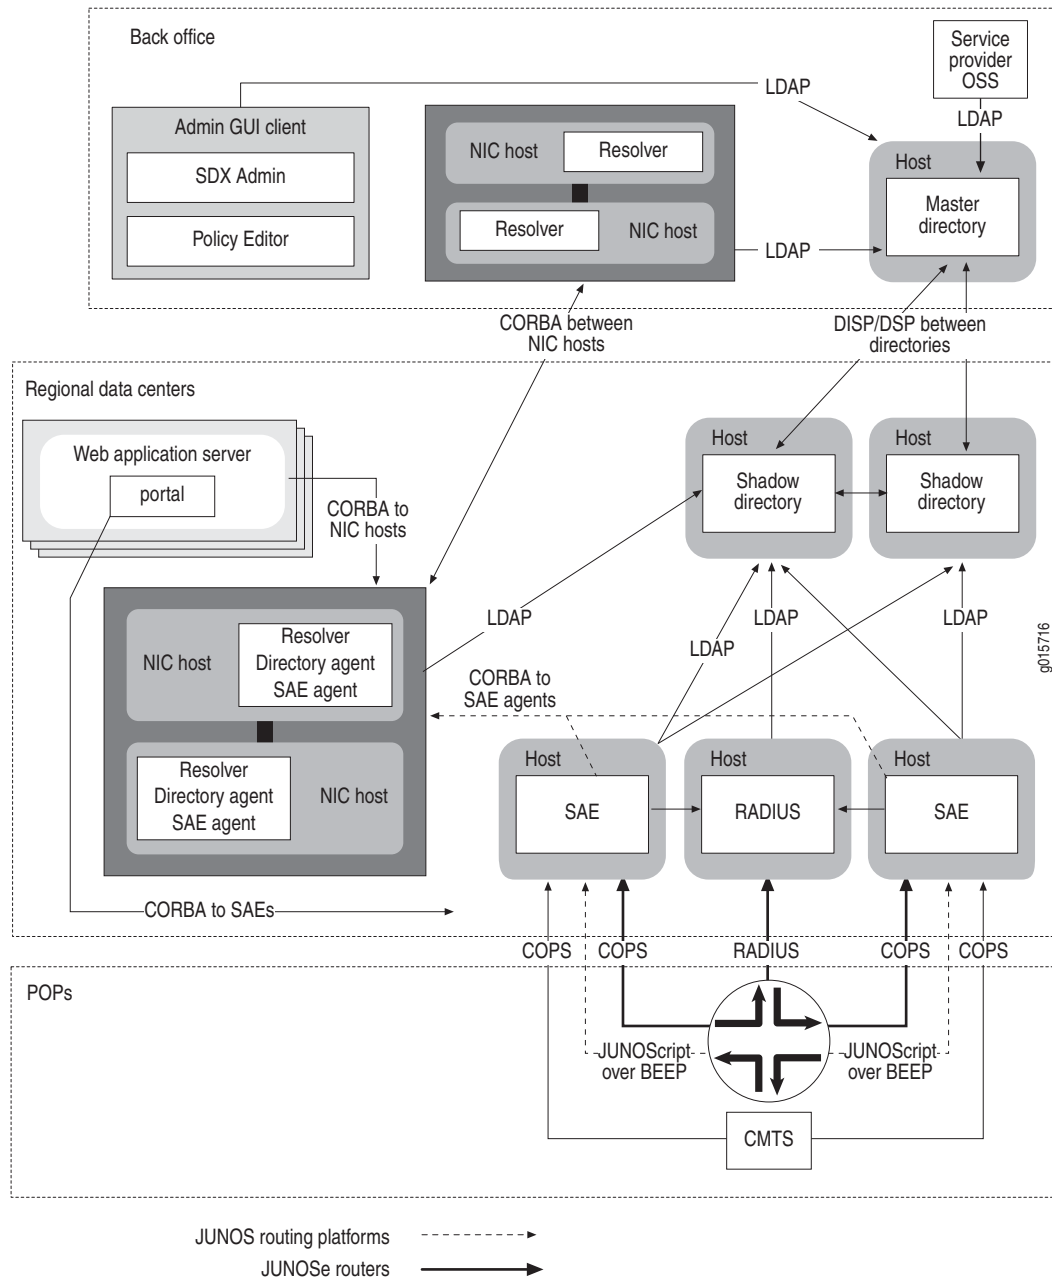 Back office
Service
provider
OSS
LDAP
LDAP
Admin GUI client
SDX Admin
Policy Editor
NIC host
Resolver
Resolver
NIC host
LDAP
Host
Master
directory
CORBA between
NIC hosts
DISP/DSP between
directories
Regional data centers
Web application server
portal
CORBA to
NIC hosts
Host
Shadow
directory
Host
Shadow
directory
LDAP
LDAP
LDAP
LDAP
g015716
NIC host
Resolver
Directory agent
SAE agent
Resolver
Directory agent
SAE agent
NIC host
CORBA to
SAE agents
Host
SAE
Host
RADIUS
Host
SAE
CORBA to SAEs
COPS
COPS
RADIUS
COPS
COPS
POPs
JUNOScript
over BEEP
JUNOScript
over BEEP
CMTS
JUNOS routing platforms
JUNOSe routers